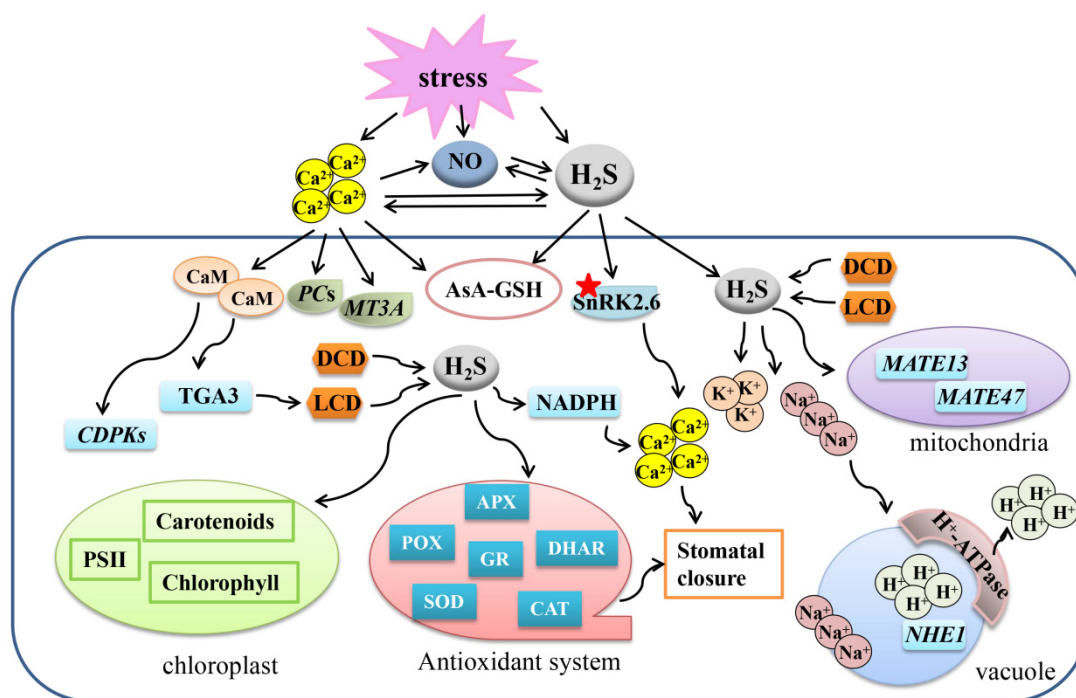 stress
Ca²⁺
Ca²⁺
Ca²⁺
Ca²⁺
NO
H₂S
CaM
CaM
PCs
MT3A
AsA-GSH
SnRK2.6
H₂S
DCD
LCD
DCD
LCD
H₂S
TGA3
NADPH
CDPKs
K⁺
K⁺
K⁺
Na⁺
Na⁺
Na⁺
MATE13
MATE47
mitochondria
Ca²⁺
Ca²⁺
Ca²⁺
Ca²⁺
Carotenoids
PSII
Chlorophyll
chloroplast
APX
POX
GR
DHAR
SOD
CAT
Antioxidant system
Stomatal
closure
H⁺-ATPase
H⁺
H⁺
H⁺
H⁺
H⁺
H⁺
H⁺
H⁺
H⁺
NHE1
Na⁺
Na⁺
Na⁺
vacuole